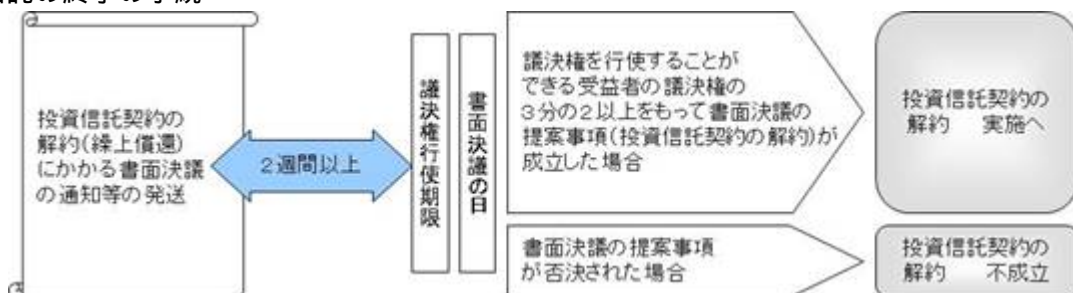 投資信託契約の
解約(繰上償還)
にかかる書面決議
の通知等の発送
2週間以上
議決権行使期限
書面決議の日
議決権を行使することが
できる受益者の議決権の
3分の2以上をもって書面決議の
提案事項(投資信託契約の解約)が
成立した場合
投資信託契約の
解約 実施へ
書面決議の提案事項
が否決された場合
投資信託契約の
解約 不成立